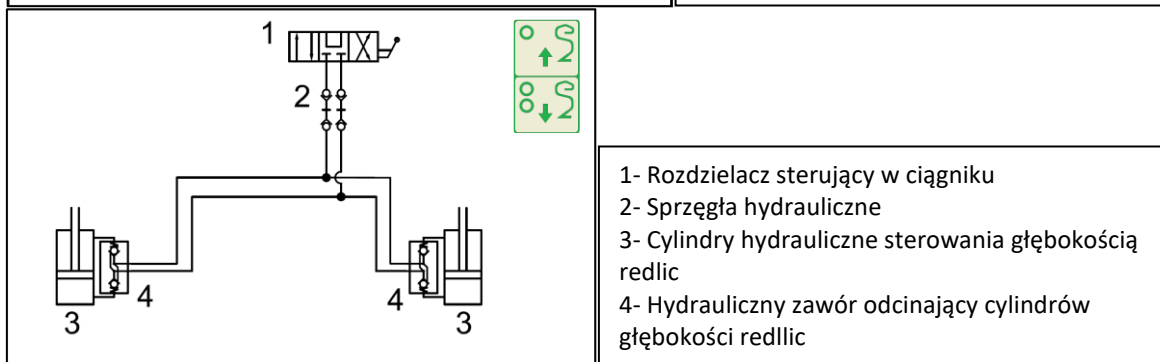 1
2
4
4
3
3
1- Rozdzielacz sterujący w ciągniku
2- Sprzęgła hydrauliczne
3- Cylindry hydrauliczne sterowania głębokością
redlic
4- Hydrauliczny zawór odcinający cylindrów
głębokości redllic